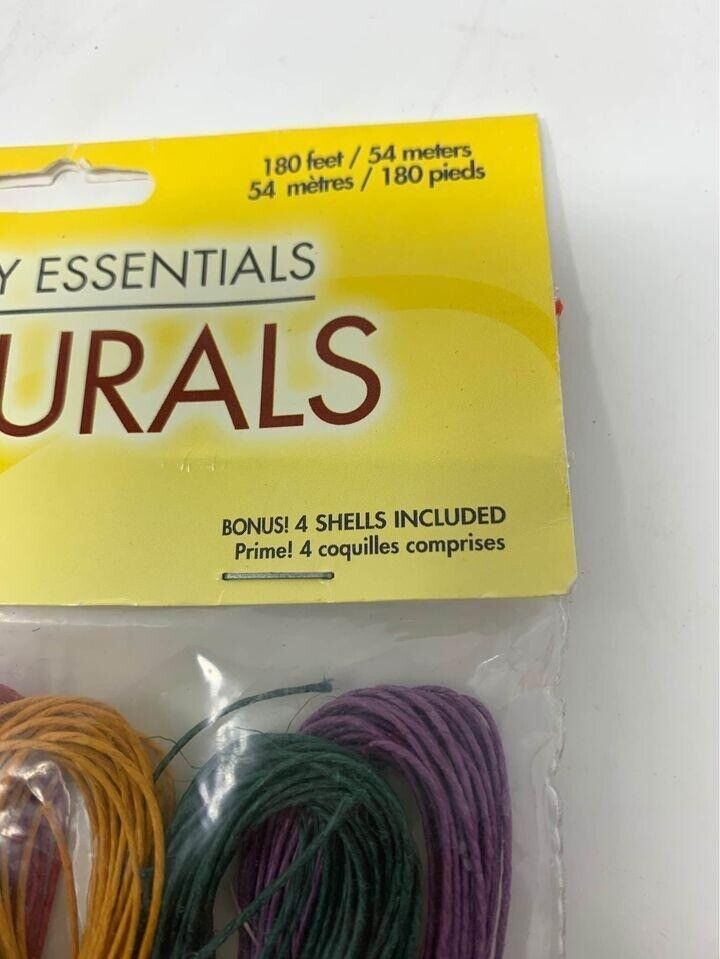 180 feet / 54 meters
54 mètres / 180 pieds
Y ESSENTIALS
URALS
BONUS! 4 SHELLS INCLUDED
Prime! 4 coquilles comprises